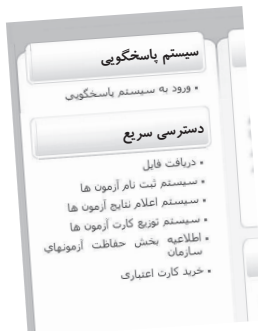 سیستم پاسخگویی
ورود به سیستم پاسخگویی
دسترسی سریع
دریافت فایل
سیستم ثبت نام آزمون ها
سیستم اعلام نتایج آزمون ها
سیستم توزیع کارت آزمون ها
اطلاعیه بخش حفاظت آزمونهای
سازمان
خرید کارت اعتباری